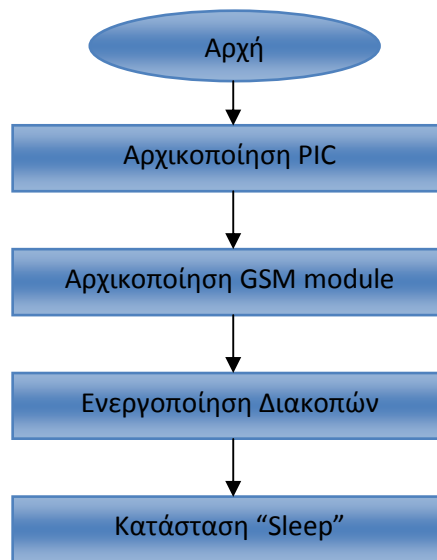 Αρχή
Αρχικοποίηση PIC
Αρχικοποίηση GSM module
Ενεργοποίηση Διακοπών
Κατάσταση “Sleep”